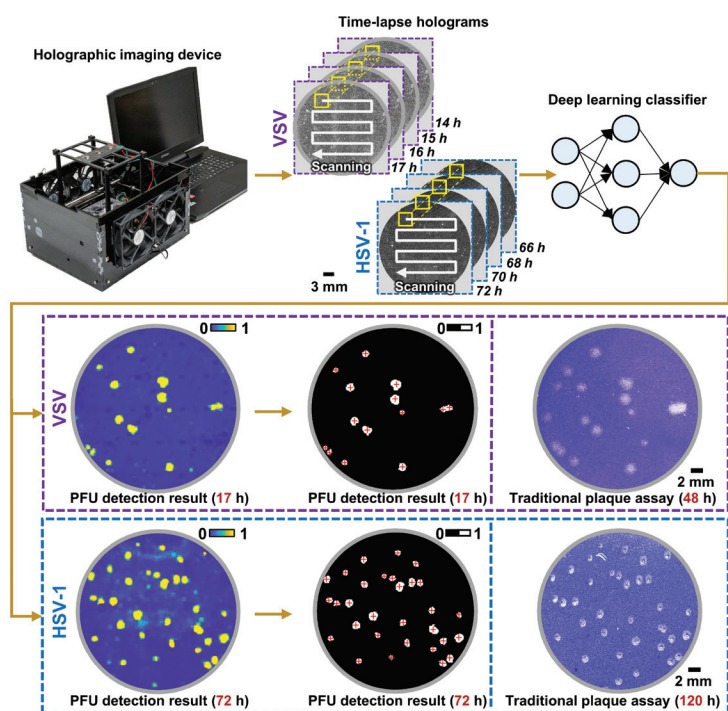 Time-lapse holograms
Holographic imaging device
Deep learning classifier
VSV
14 h
15 h
16 h
17 h
Scanning
HSV-1
66 h
68 h
70 h
72 h
Scanning
3 mm
VSV
0 1
0 1
2 mm
PFU detection result (17 h)
PFU detection result (17 h)
Traditional plaque assay (48 h)
HSV-1
0 1
0 1
2 mm
PFU detection result (72 h)
PFU detection result (72 h)
Traditional plaque assay (120 h)